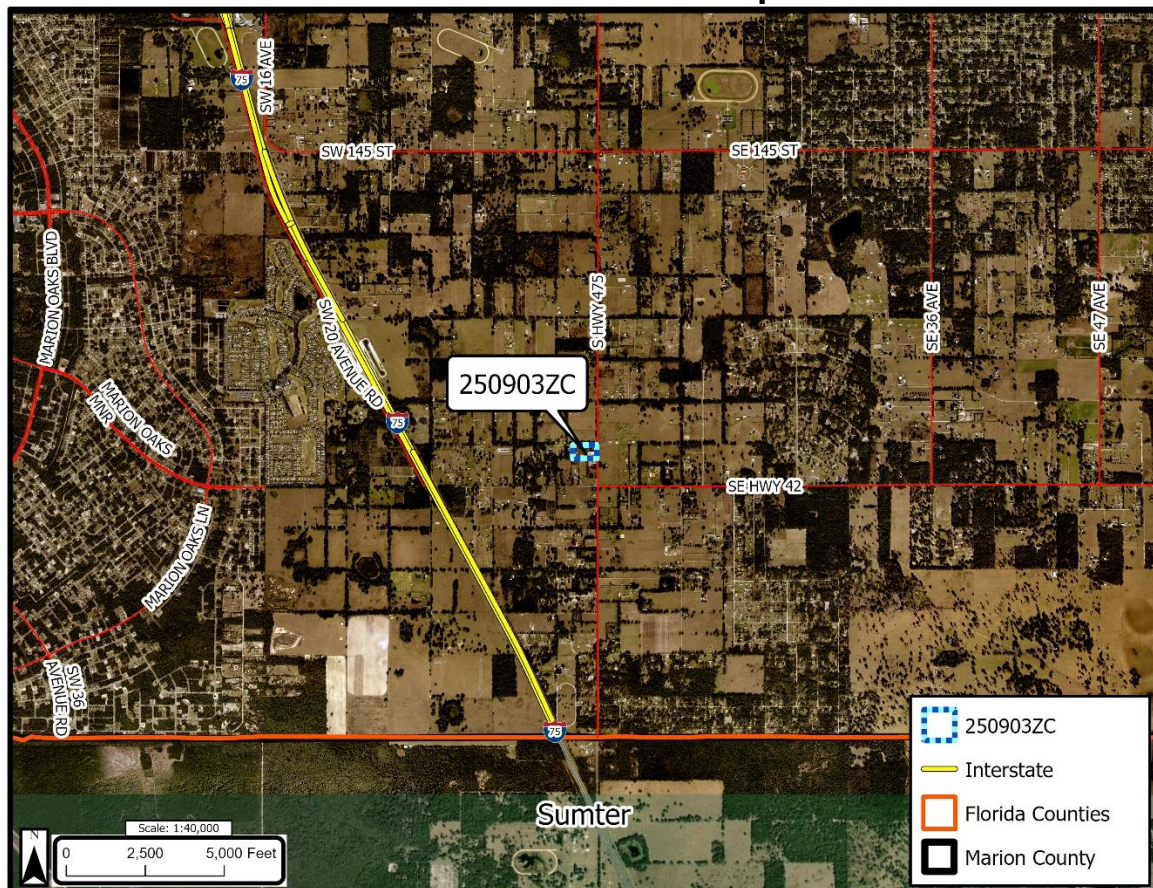 75
SW 16 AVE
SW 145 ST
SE 145 ST
MARION OAKS BLVD
S HWY 475
SE 36 AVE
SE 47 AVE
SW 20 AVENUE RD
250903ZC
MARION OAKS
MNR
75
SE HWY 42
MARION OAKS LN
SW 36
AVENUE RD
75
Sumter
250903ZC
Interstate
Florida Counties
Marion County
N
Scale: 1:40,000
0 2,500 5,000 Feet